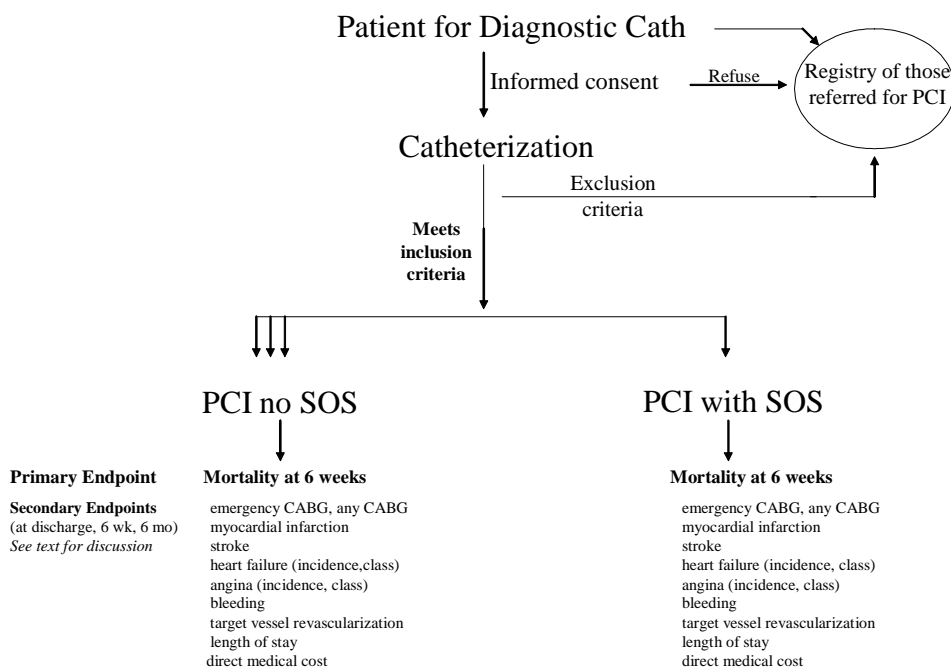 Patient for Diagnostic Cath
Informed consent
Refuse
Registry of those
referred for PCI
Catheterization
Exclusion
criteria
Meets
inclusion
criteria
PCI no SOS
PCI with SOS
Primary Endpoint
Mortality at 6 weeks
Mortality at 6 weeks
Secondary Endpoints
(at discharge, 6 wk, 6 mo)
See text for discussion
emergency CABG, any CABG
myocardial infarction
stroke
heart failure (incidence,class)
angina (incidence, class)
bleeding
target vessel revascularization
length of stay
direct medical cost
emergency CABG, any CABG
myocardial infarction
stroke
heart failure (incidence, class)
angina (incidence, class)
bleeding
target vessel revascularization
length of stay
direct medical cost